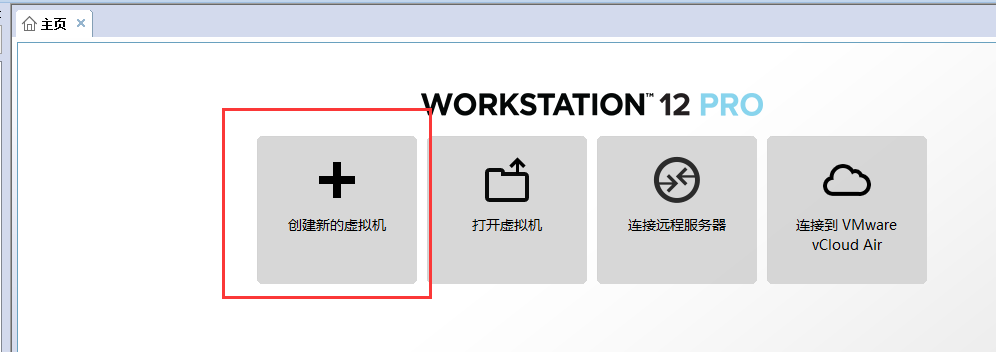 主页
WORKSTATION™ 12 PRO
创建新的虚拟机
打开虚拟机
连接远程服务器
连接到 VMware
vCloud Air